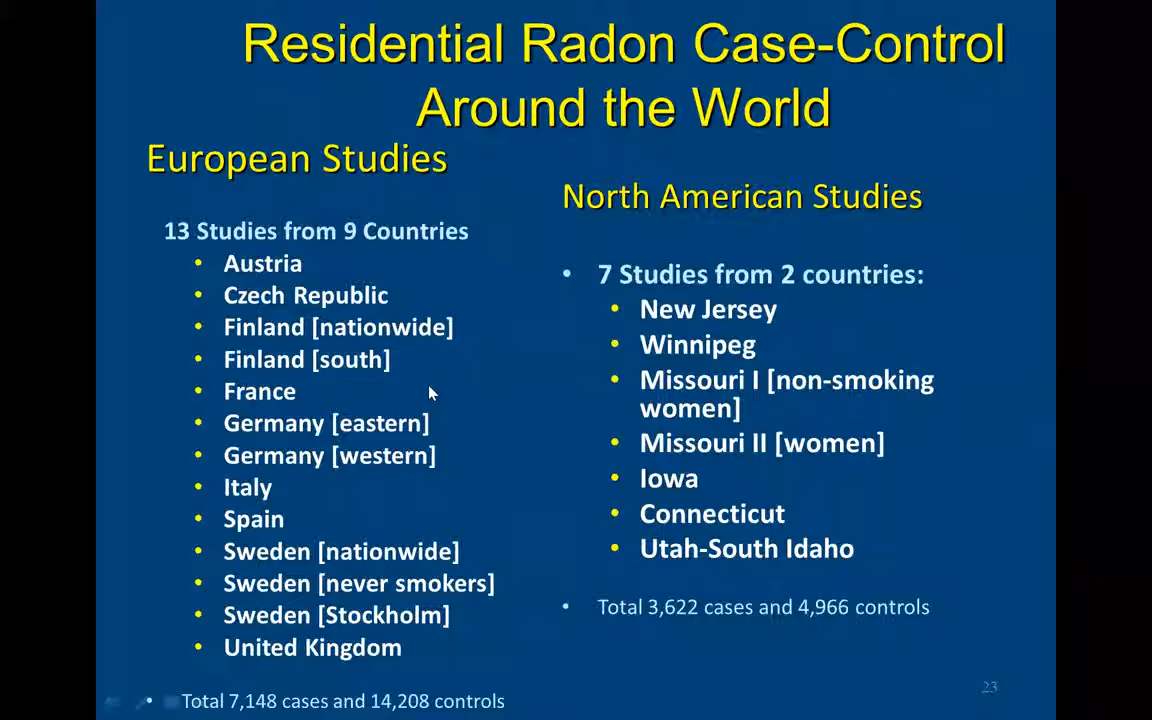 Residential Radon Case-Control
Around the World
European Studies
13 Studies from 9 Countries
• Austria
• Czech Republic
• Finland [nationwide]
• Finland [south]
• France
• Germany [eastern]
• Germany [western]
• Italy
• Spain
• Sweden [nationwide]
• Sweden [never smokers]
• Sweden [Stockholm]
• United Kingdom
• Total 7,148 cases and 14,208 controls
North American Studies
• 7 Studies from 2 countries:
• New Jersey
• Winnipeg
• Missouri I [non-smoking
women]
• Missouri II [women]
• Iowa
• Connecticut
• Utah-South Idaho
• Total 3,622 cases and 4,966 controls
23